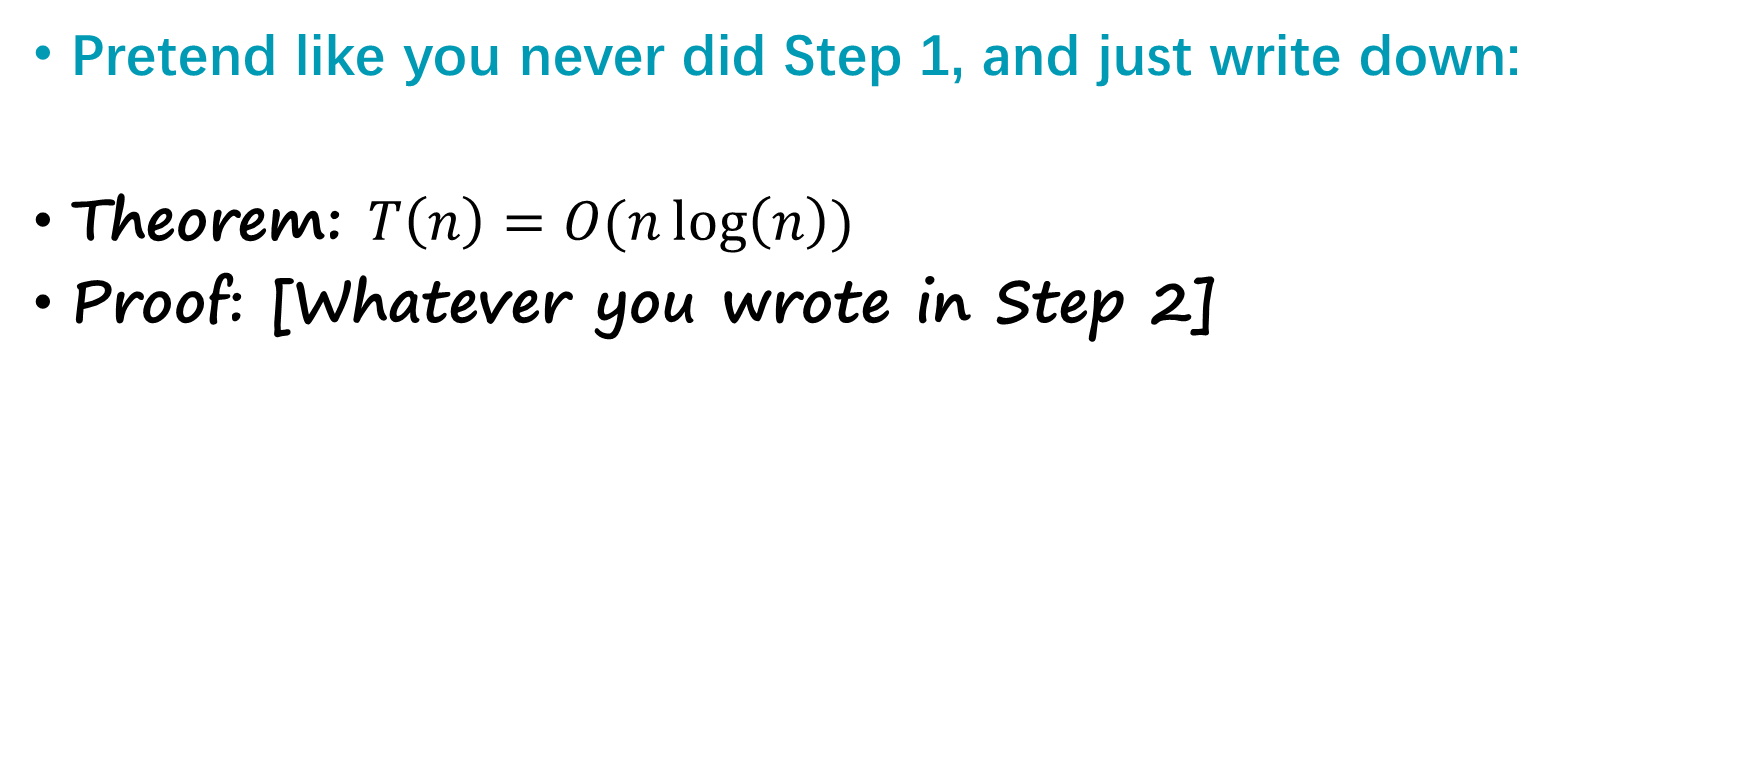 • Pretend like you never did Step 1, and just write down:
• Theorem: T(n) = O(n log(n))
• Proof: [Whatever you wrote in Step 2]